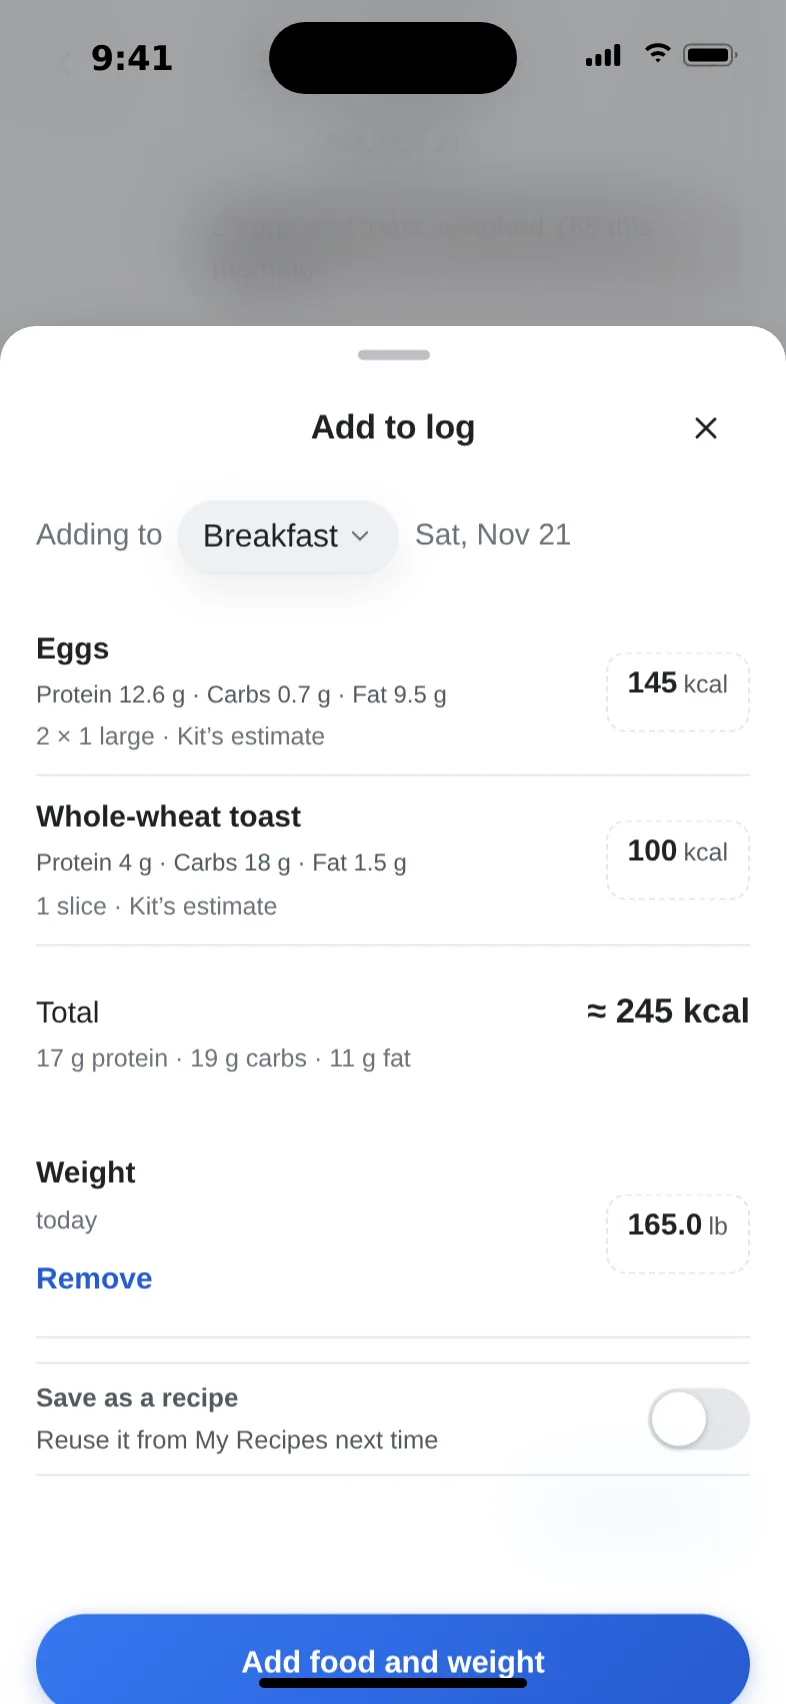 9:41
Add to log
Adding to Breakfast Sat, Nov 21
Eggs
Protein 12.6 g · Carbs 0.7 g · Fat 9.5 g
145 kcal
2 × 1 large · Kit’s estimate
Whole-wheat toast
Protein 4 g · Carbs 18 g · Fat 1.5 g
100 kcal
1 slice · Kit’s estimate
Total ≈ 245 kcal
17 g protein · 19 g carbs · 11 g fat
Weight
today
165.0 lb
Remove
Save as a recipe
Reuse it from My Recipes next time
Add food and weight